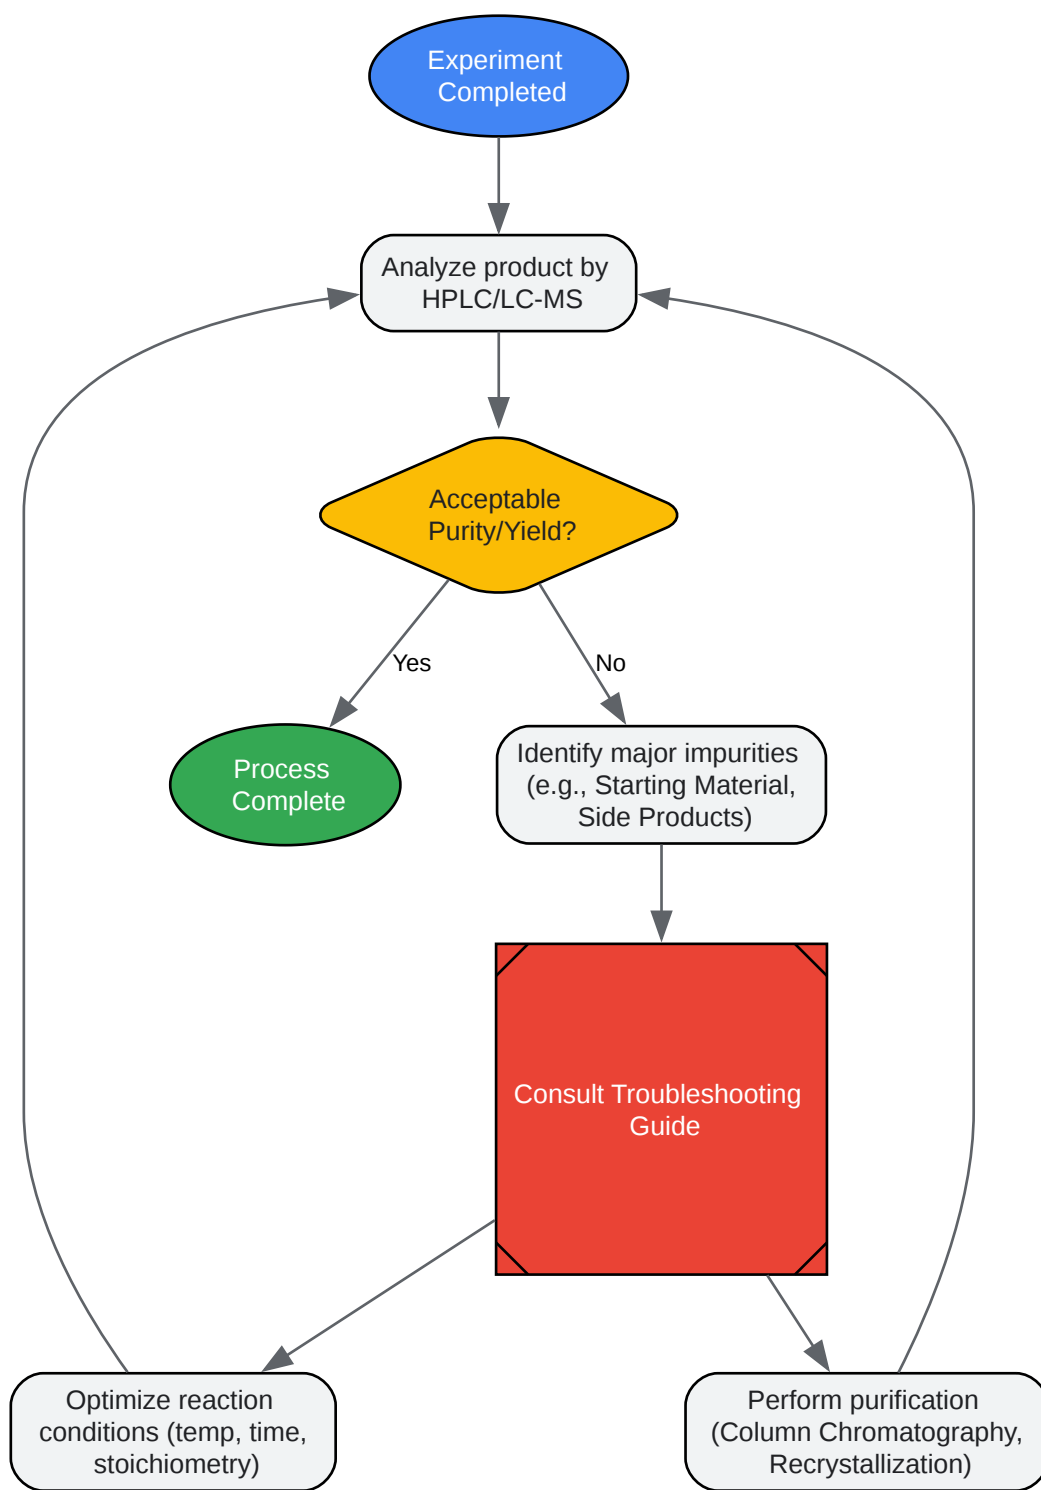 Experiment
Completed
Analyze product by
HPLC/LC-MS
Acceptable
Purity/Yield?
Yes
No
Process
Complete
Identify major impurities
(e.g., Starting Material,
Side Products)
Consult Troubleshooting
Guide
Optimize reaction
conditions (temp, time,
stoichiometry)
Perform purification
(Column Chromatography,
Recrystallization)